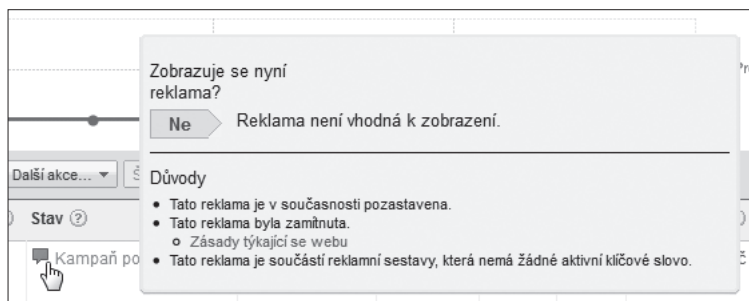 Zobrazuje se nyní
reklama?
Ne
Reklama není vhodná k zobrazení.
Důvody
• Tato reklama je v současnosti pozastavena.
• Tato reklama byla zamítnuta.
Zásady týkající se webu
• Tato reklama je součástí reklamní sestavy, která nemá žádné aktivní klíčové slovo.
Další akce...
Stav
Kampaň po